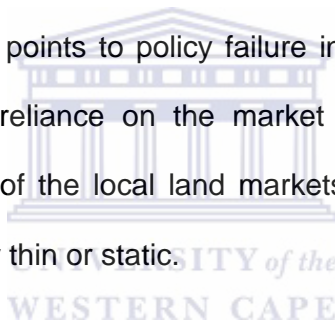 points to policy failure in
reliance on the market
of the local land markets
thin or static.
UNIVERSITY of the
WESTERN CAPE